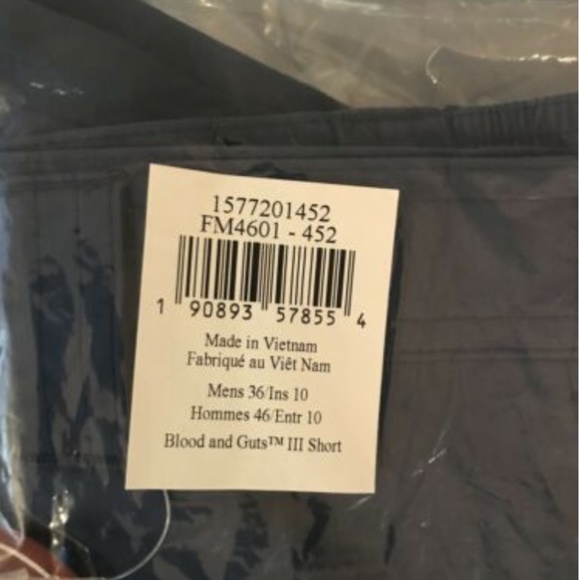 1577201452
FM4601 - 452
1 90893 57855 4
Made in Vietnam
Fabriqué au Viêt Nam
Mens 36/Ins 10
Hommes 46/Entr 10
Blood and Guts™ III Short